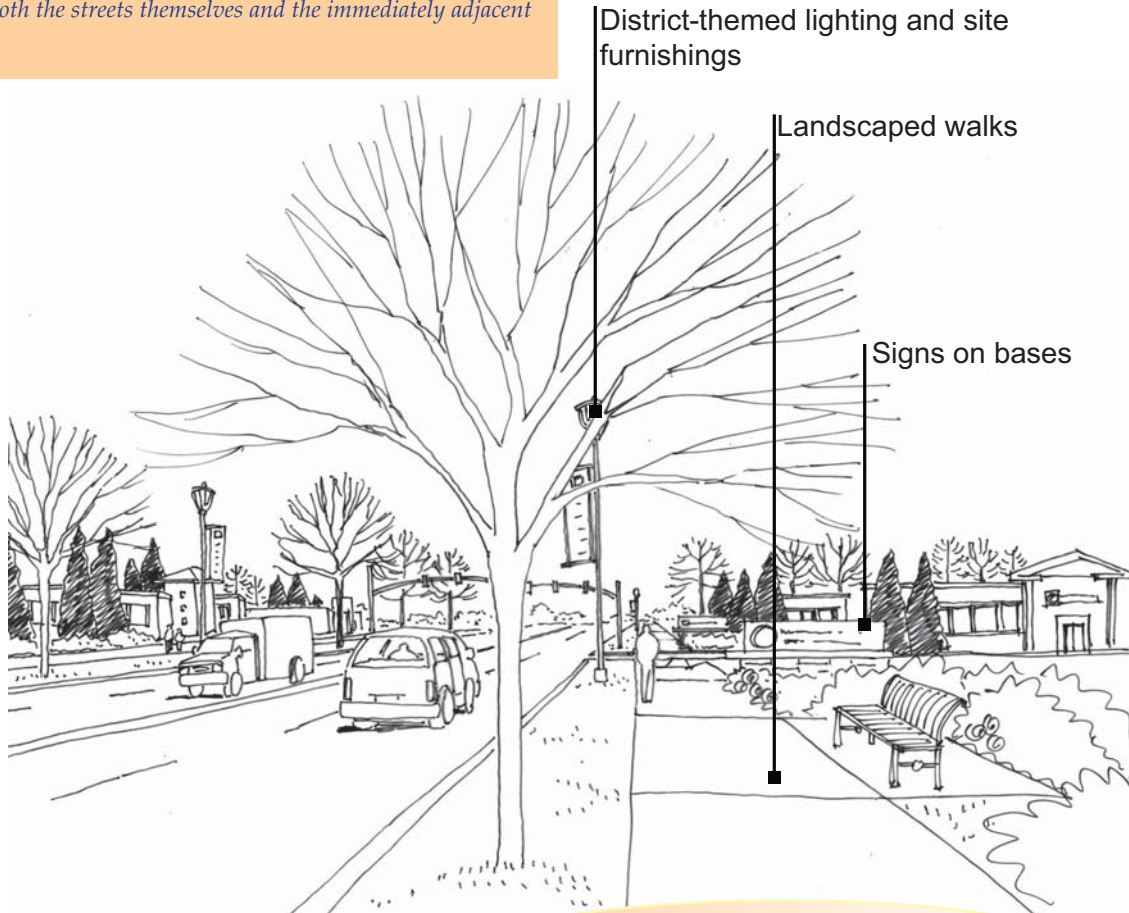 oth the streets themselves and the immediately adjacent
District-themed lighting and site
furnishings
Landscaped walks
Signs on bases